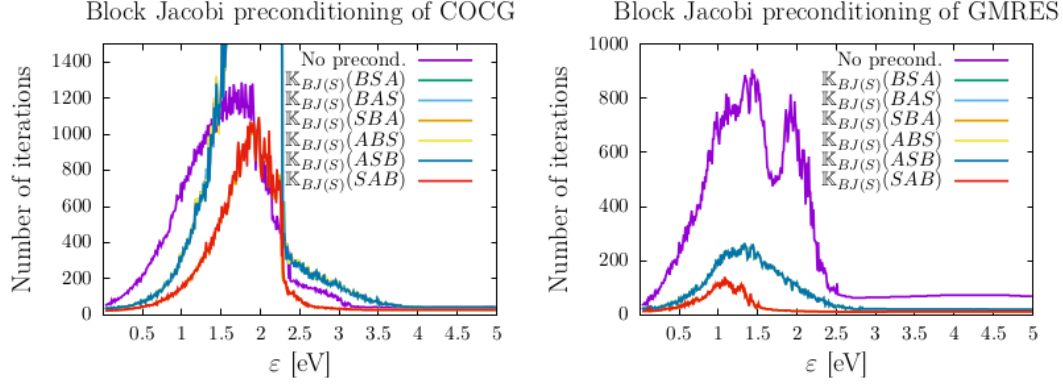 Block Jacobi preconditioning of COCG
Number of iterations
1400
1200
1000
800
600
400
200
0
No precond.
𝕂BJ(S)(BSA)
𝕂BJ(S)(BAS)
𝕂BJ(S)(SBA)
𝕂BJ(S)(ABS)
𝕂BJ(S)(ASB)
𝕂BJ(S)(SAB)
0.5 1 1.5 2 2.5 3 3.5 4 4.5 5
ε [eV]
Block Jacobi preconditioning of GMRES
Number of iterations
1000
800
600
400
200
0
No precond.
𝕂BJ(S)(BSA)
𝕂BJ(S)(BAS)
𝕂BJ(S)(SBA)
𝕂BJ(S)(ABS)
𝕂BJ(S)(ASB)
𝕂BJ(S)(SAB)
0.5 1 1.5 2 2.5 3 3.5 4 4.5 5
ε [eV]